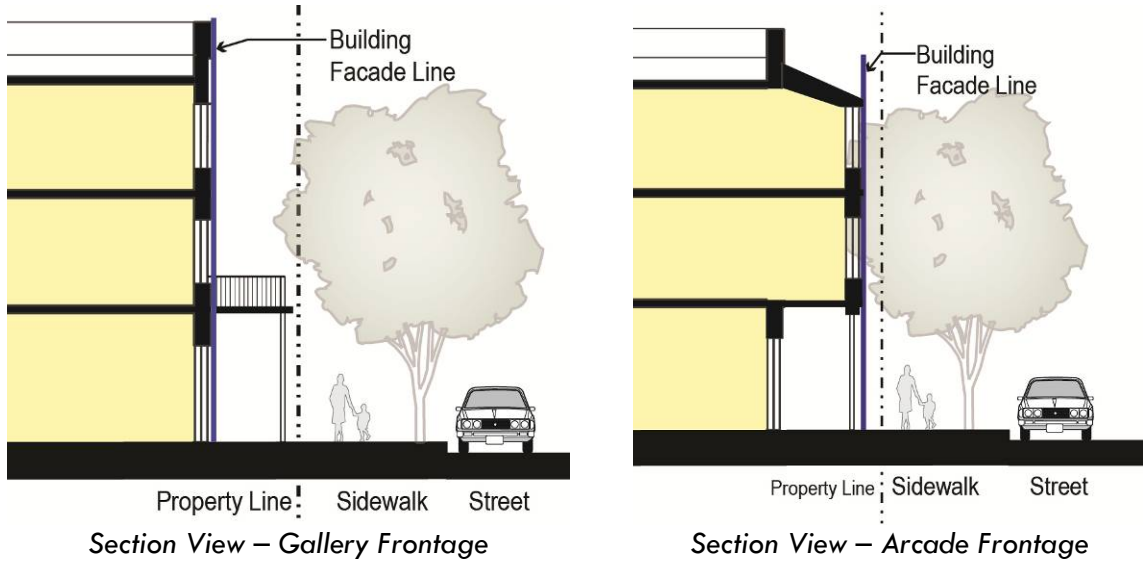 Building
Facade Line
Property Line
Sidewalk
Street
Section View – Gallery Frontage
Building
Facade Line
Property Line
Sidewalk
Street
Section View – Arcade Frontage